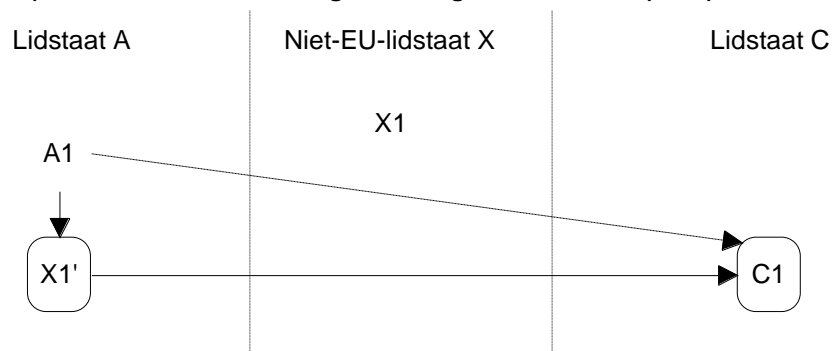 Lidstaat A
Niet-EU-lidstaat X
Lidstaat C
X1
A1
X1'
C1